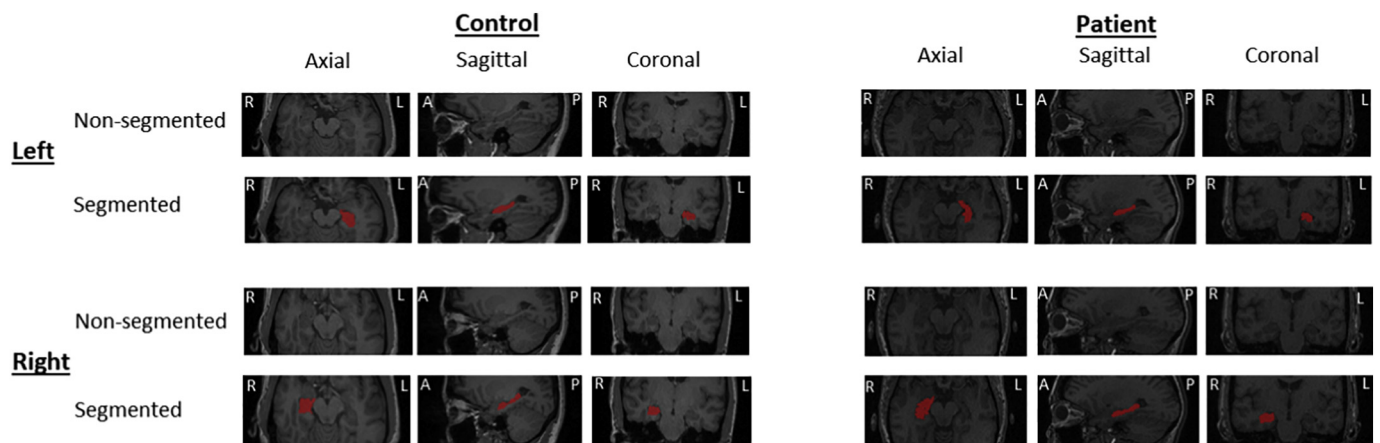 Control Patient
Axial Sagittal Coronal Axial Sagittal Coronal
Non-segmented R L A P R L R L A P R L
Left
Segmented R L A P R L R L A P R L
Non-segmented R L A P R L R L A P R L
Right
Segmented R L A P R L R L A P R L